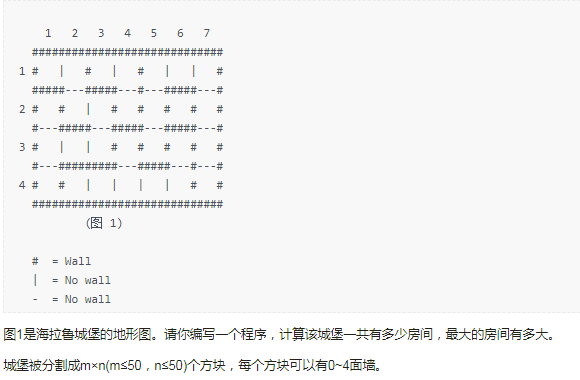 1   2   3   4   5   6   7
#############################
1 #   |   #   |   #   |   |   #
#####---#####---#---#####---#
2 #   #   |   #   #   #   #   #
#---#####---#####---#####---#
3 #   |   |   #   #   #   #   #
#---#########---#####---#---#
4 #   #   |   |   |   |   #   #
#############################
(图 1)
#  = Wall
|  = No wall
-  = No wall
图1是海拉鲁城堡的地形图。请你编写一个程序，计算该城堡一共有多少房间，最大的房间有多大。
城堡被分割成m×n(m≤50，n≤50)个方块，每个方块可以有0~4面墙。